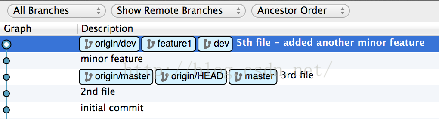 All Branches Show Remote Branches Ancestor Order
Graph Description
origin/dev feature1 dev 5th file - added another minor feature
minor feature
origin/master origin/HEAD master 3rd file
2nd file
initial commit